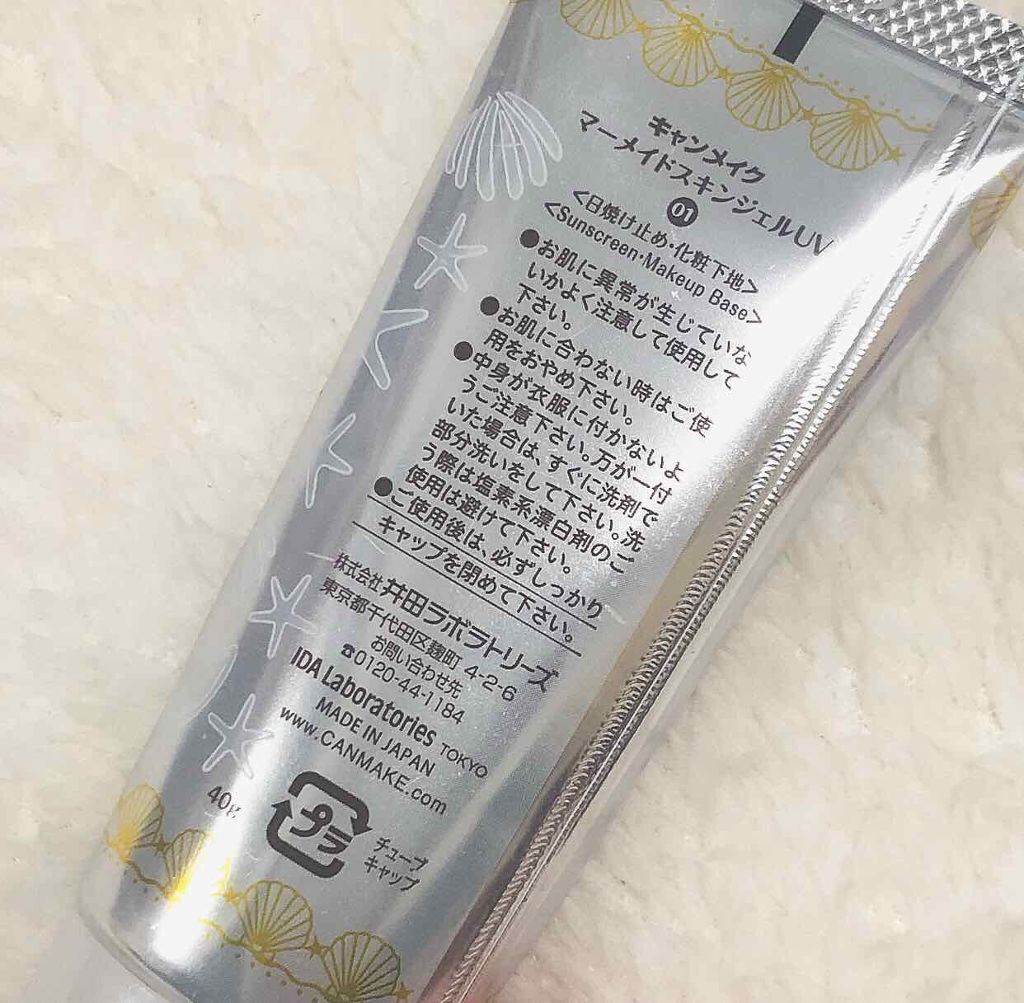 キャンメイク
マーメイドスキンジェルUV
01
<日焼け止め・化粧下地>
<Sunscreen・Makeup Base>
●お肌に異常が生じていな
いかよく注意して使用して
下さい。
●お肌に合わない時はご使
用をおやめ下さい。
●中身が衣服に付かないよ
うご注意下さい。万が一付
いた場合は、すぐに洗剤で
部分洗いをして下さい。洗
う際は塩素系漂白剤のご
使用は避けて下さい。
●ご使用後は、必ずしっかり
キャップを閉めて下さい。
株式会社 井田ラボラトリーズ
東京都千代田区麹町 4-2-6
お問い合わせ先
☎0120-44-1184
IDA Laboratories TOKYO
MADE IN JAPAN
www.CANMAKE.com
40g
プラ
チューブ
キャップ